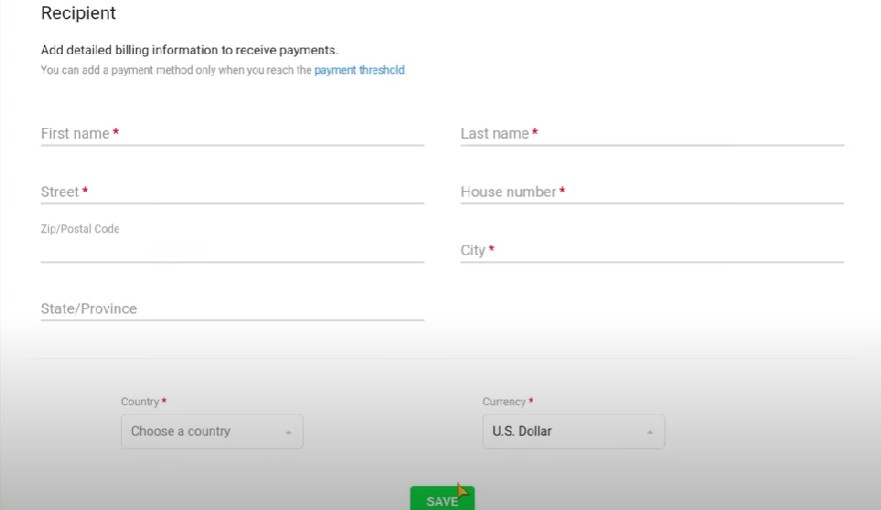 Recipient
Add detailed billing information to receive payments.
You can add a payment method only when you reach the payment threshold.
First name *
Last name *
Street *
House number *
Zip/Postal Code
City *
State/Province
Country *
Currency *
Choose a country
U.S. Dollar
SAVE